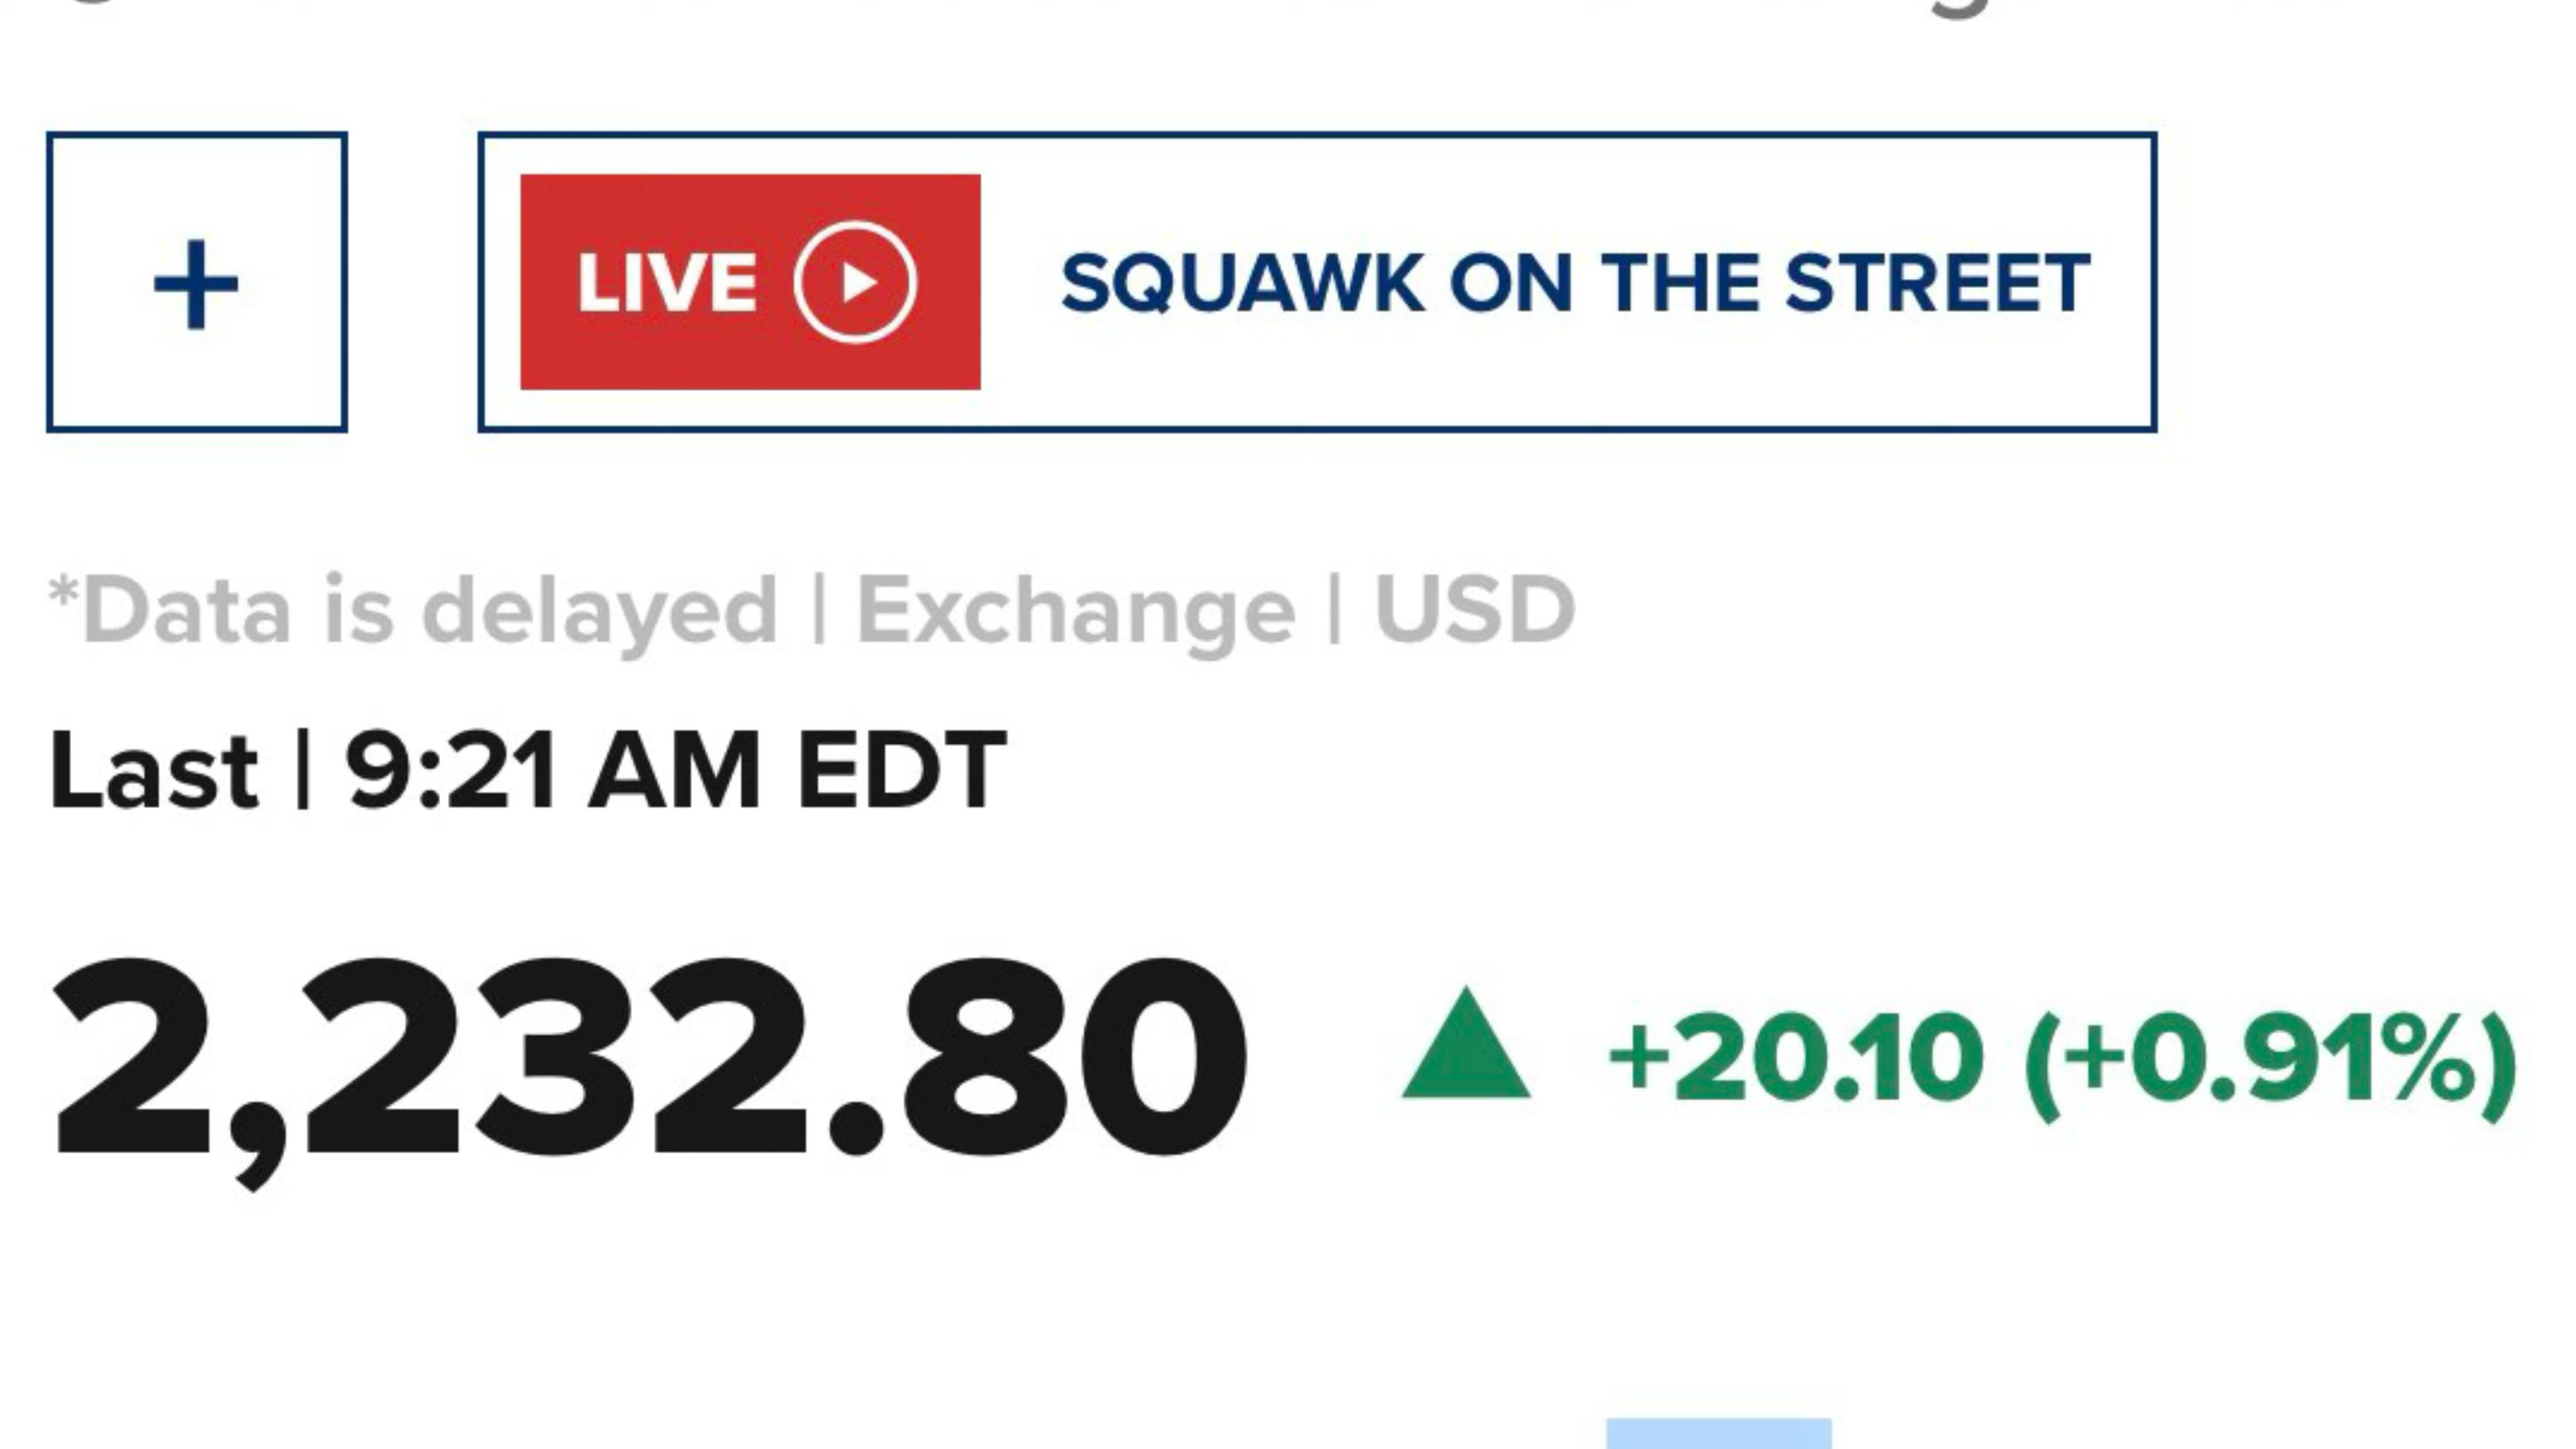 +
LIVE SQUAWK ON THE STREET
*Data is delayed | Exchange | USD
Last | 9:21 AM EDT
2,232.80 ▲ +20.10 (+0.91%)